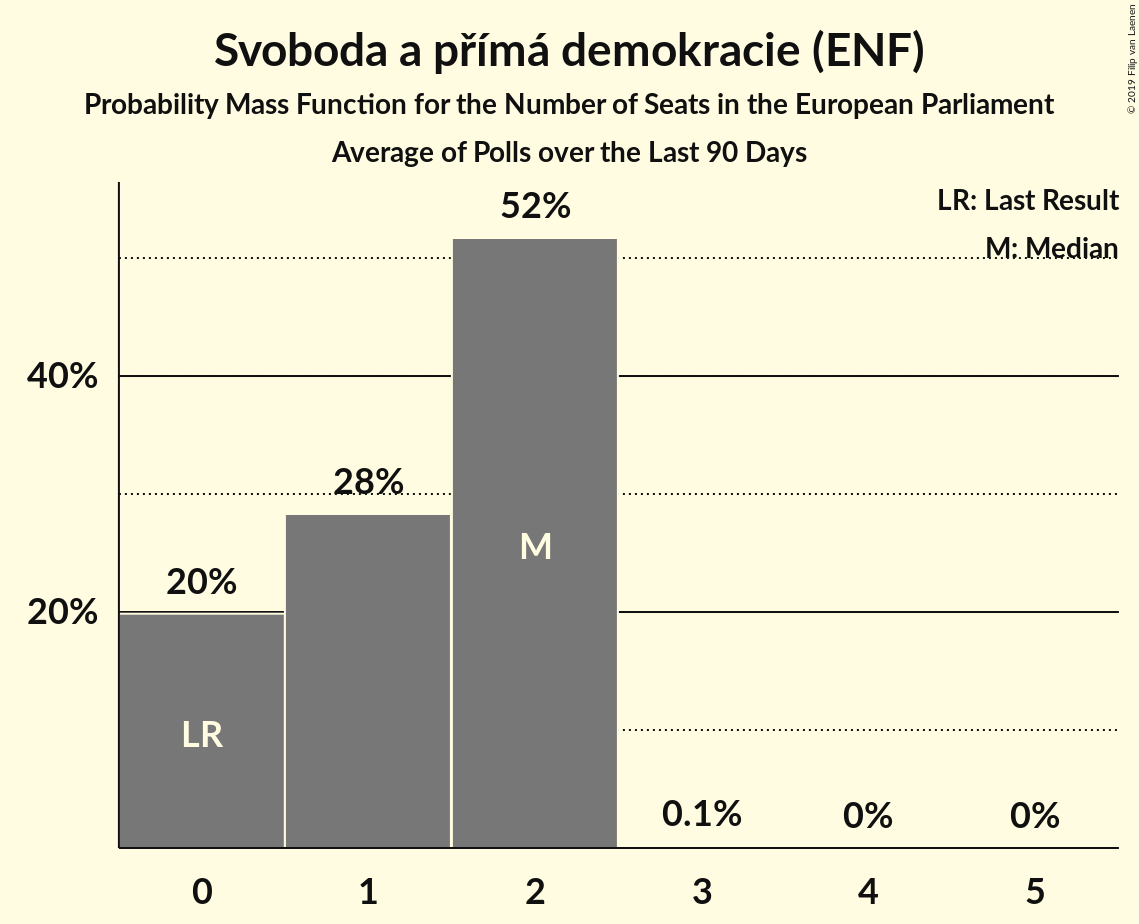 Svoboda a přímá demokracie (ENF)
Probability Mass Function for the Number of Seats in the European Parliament
Average of Polls over the Last 90 Days
© 2019 Filip van Laenen
LR: Last Result
M: Median
52%
40%
28%
20%
20%
M
LR
0.1%
0%
0%
0
1
2
3
4
5